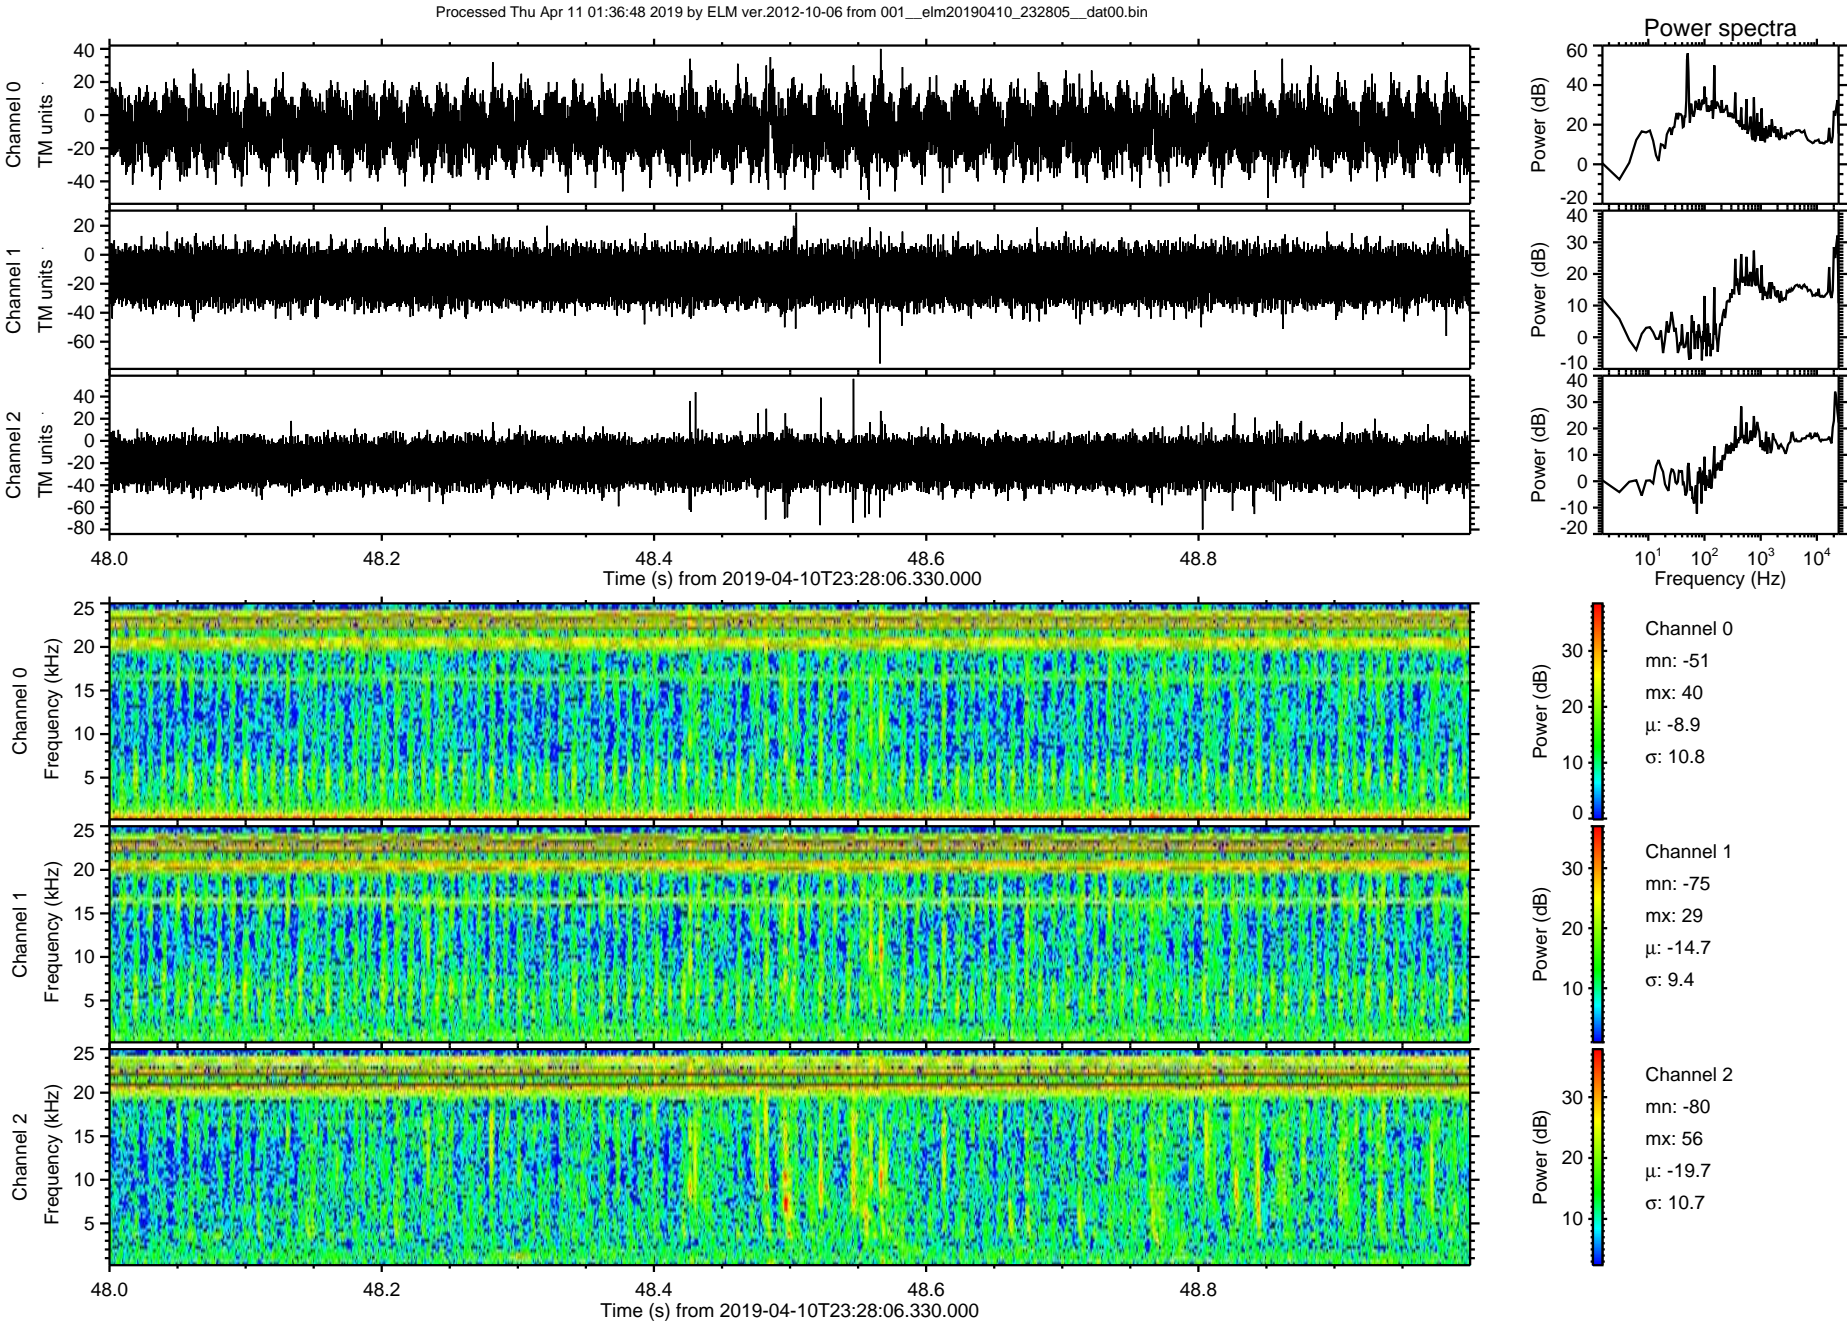 Processed Thu Apr 11 01:36:48 2019 by ELM ver.2012-10-06 from 001__elm20190410_232805__dat00.bin
Power spectra
Channel 0
TM units
40
20
0
-20
-40
Power (dB)
60
40
20
0
-20
Channel 1
TM units
20
0
-20
-40
-60
Power (dB)
40
30
20
10
0
-10
Channel 2
TM units
40
20
0
-20
-40
-60
-80
Power (dB)
40
30
20
10
0
-10
-20
48.0 48.2 48.4 48.6 48.8
Time (s) from 2019-04-10T23:28:06.330.000
10^1 10^2 10^3 10^4
Frequency (Hz)
Channel 0
Frequency (kHz)
25
20
15
10
5
Power (dB)
30
20
10
0
Channel 0
mn: -51
mx: 40
μ: -8.9
σ: 10.8
Channel 1
Frequency (kHz)
25
20
15
10
5
Power (dB)
30
20
10
Channel 1
mn: -75
mx: 29
μ: -14.7
σ: 9.4
Channel 2
Frequency (kHz)
25
20
15
10
5
Power (dB)
30
20
10
Channel 2
mn: -80
mx: 56
μ: -19.7
σ: 10.7
48.0 48.2 48.4 48.6 48.8
Time (s) from 2019-04-10T23:28:06.330.000